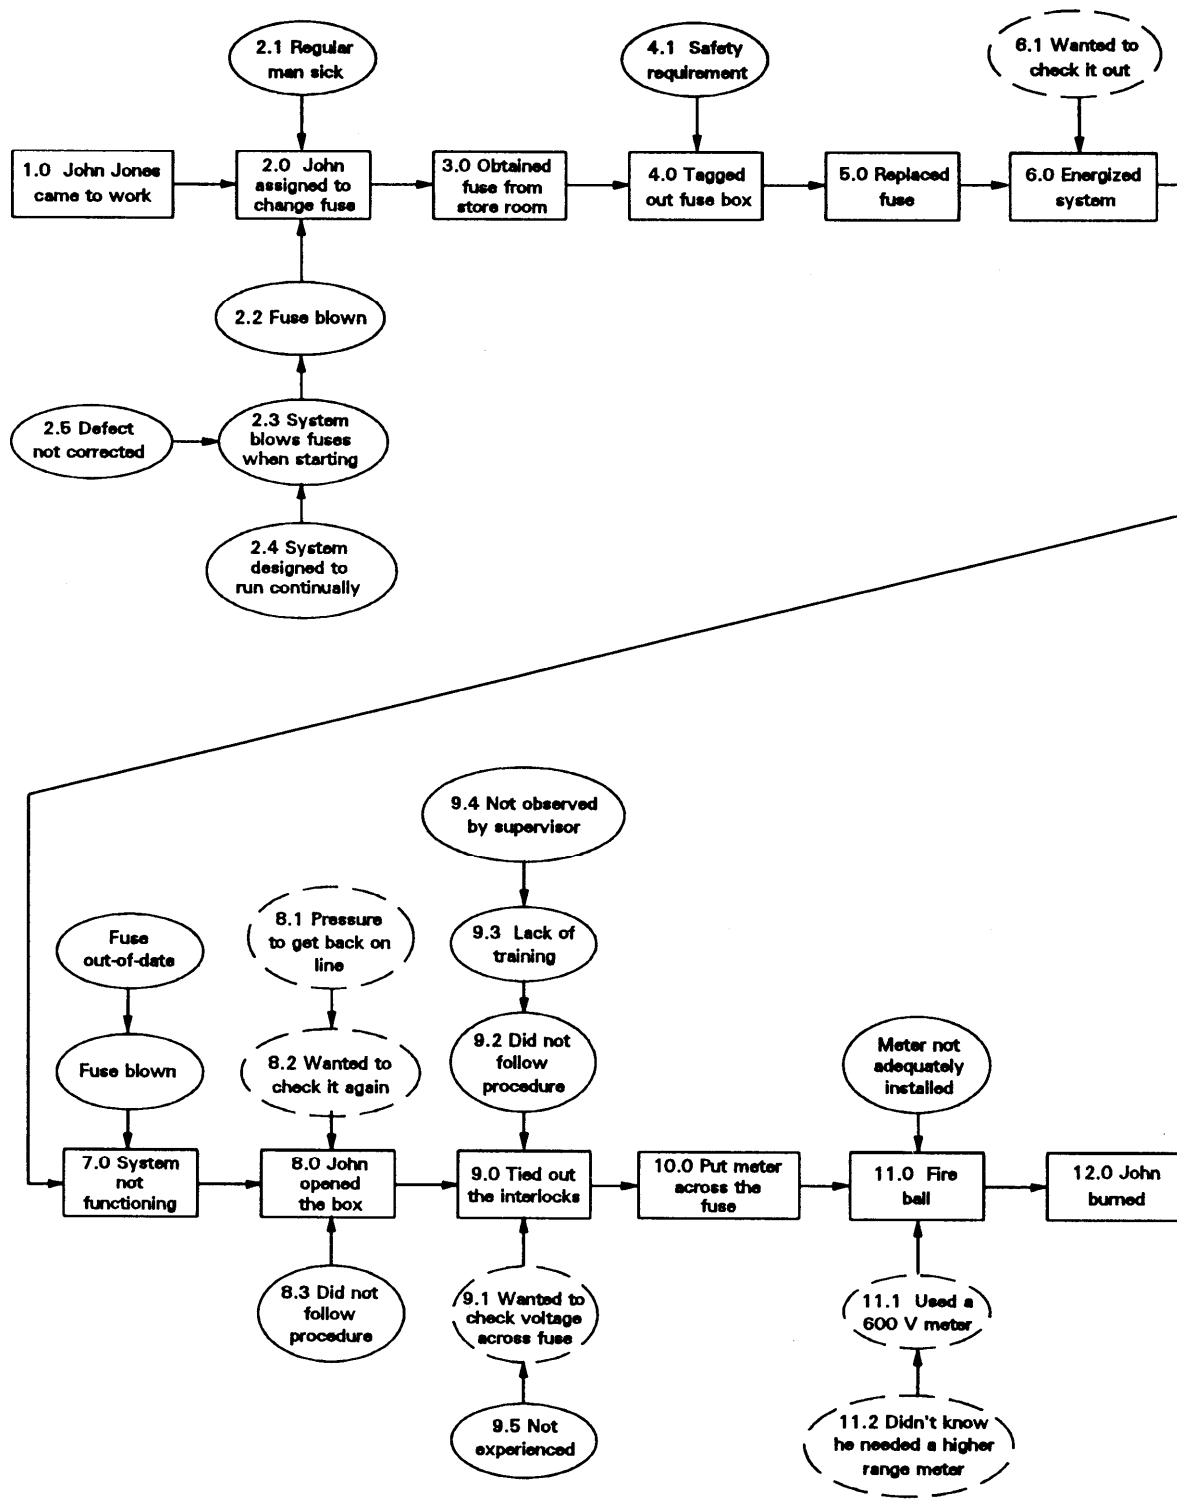 2.1 Regular
man sick
4.1 Safety
requirement
6.1 Wanted to
check it out
1.0 John Jones
came to work
2.0 John
assigned to
change fuse
3.0 Obtained
fuse from
store room
4.0 Tagged
out fuse box
5.0 Replaced
fuse
6.0 Energized
system
2.2 Fuse blown
2.5 Defect
not corrected
2.3 System
blows fuses
when starting
2.4 System
designed to
run continually
9.4 Not observed
by supervisor
Fuse
out-of-date
8.1 Pressure
to get back on
line
9.3 Lack of
training
Fuse blown
8.2 Wanted to
check it again
9.2 Did not
follow
procedure
Meter not
adequately
installed
7.0 System
not
functioning
8.0 John
opened
the box
9.0 Tied out
the interlocks
10.0 Put meter
across the
fuse
11.0 Fire
ball
12.0 John
burned
8.3 Did not
follow
procedure
9.1 Wanted to
check voltage
across fuse
11.1 Used a
600 V meter
9.5 Not
experienced
11.2 Didn't know
he needed a higher
range meter